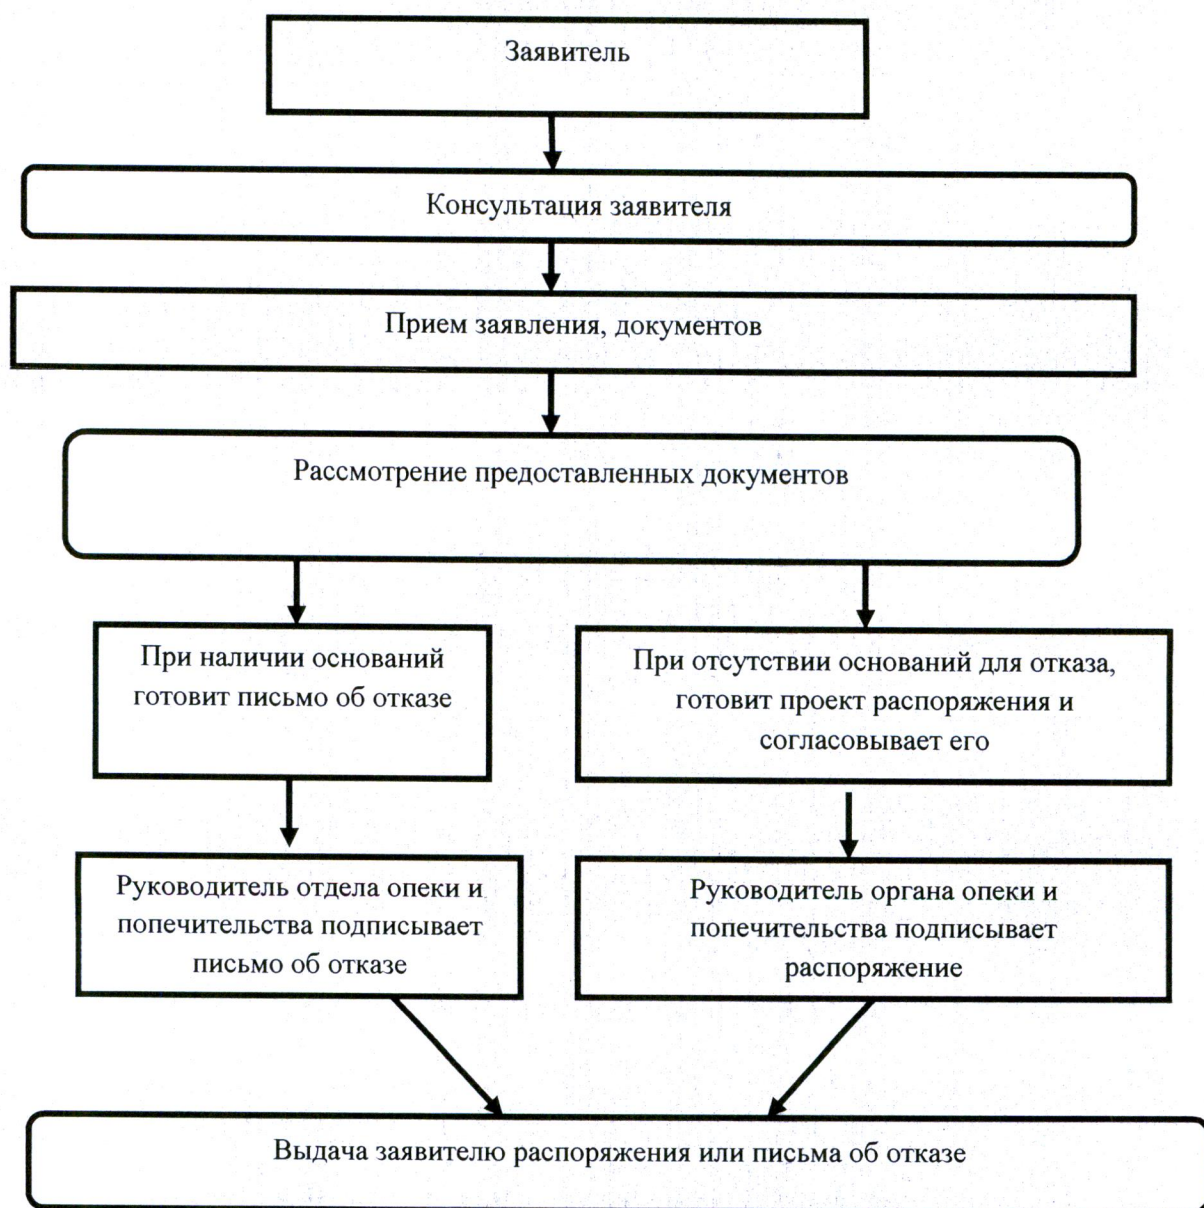 Заявитель
Консультация заявителя
Прием заявления, документов
Рассмотрение предоставленных документов
При наличии оснований
готовит письмо об отказе
При отсутствии оснований для отказа,
готовит проект распоряжения и
согласовывает его
Руководитель отдела опеки и
попечительства подписывает
письмо об отказе
Руководитель органа опеки и
попечительства подписывает
распоряжение
Выдача заявителю распоряжения или письма об отказе